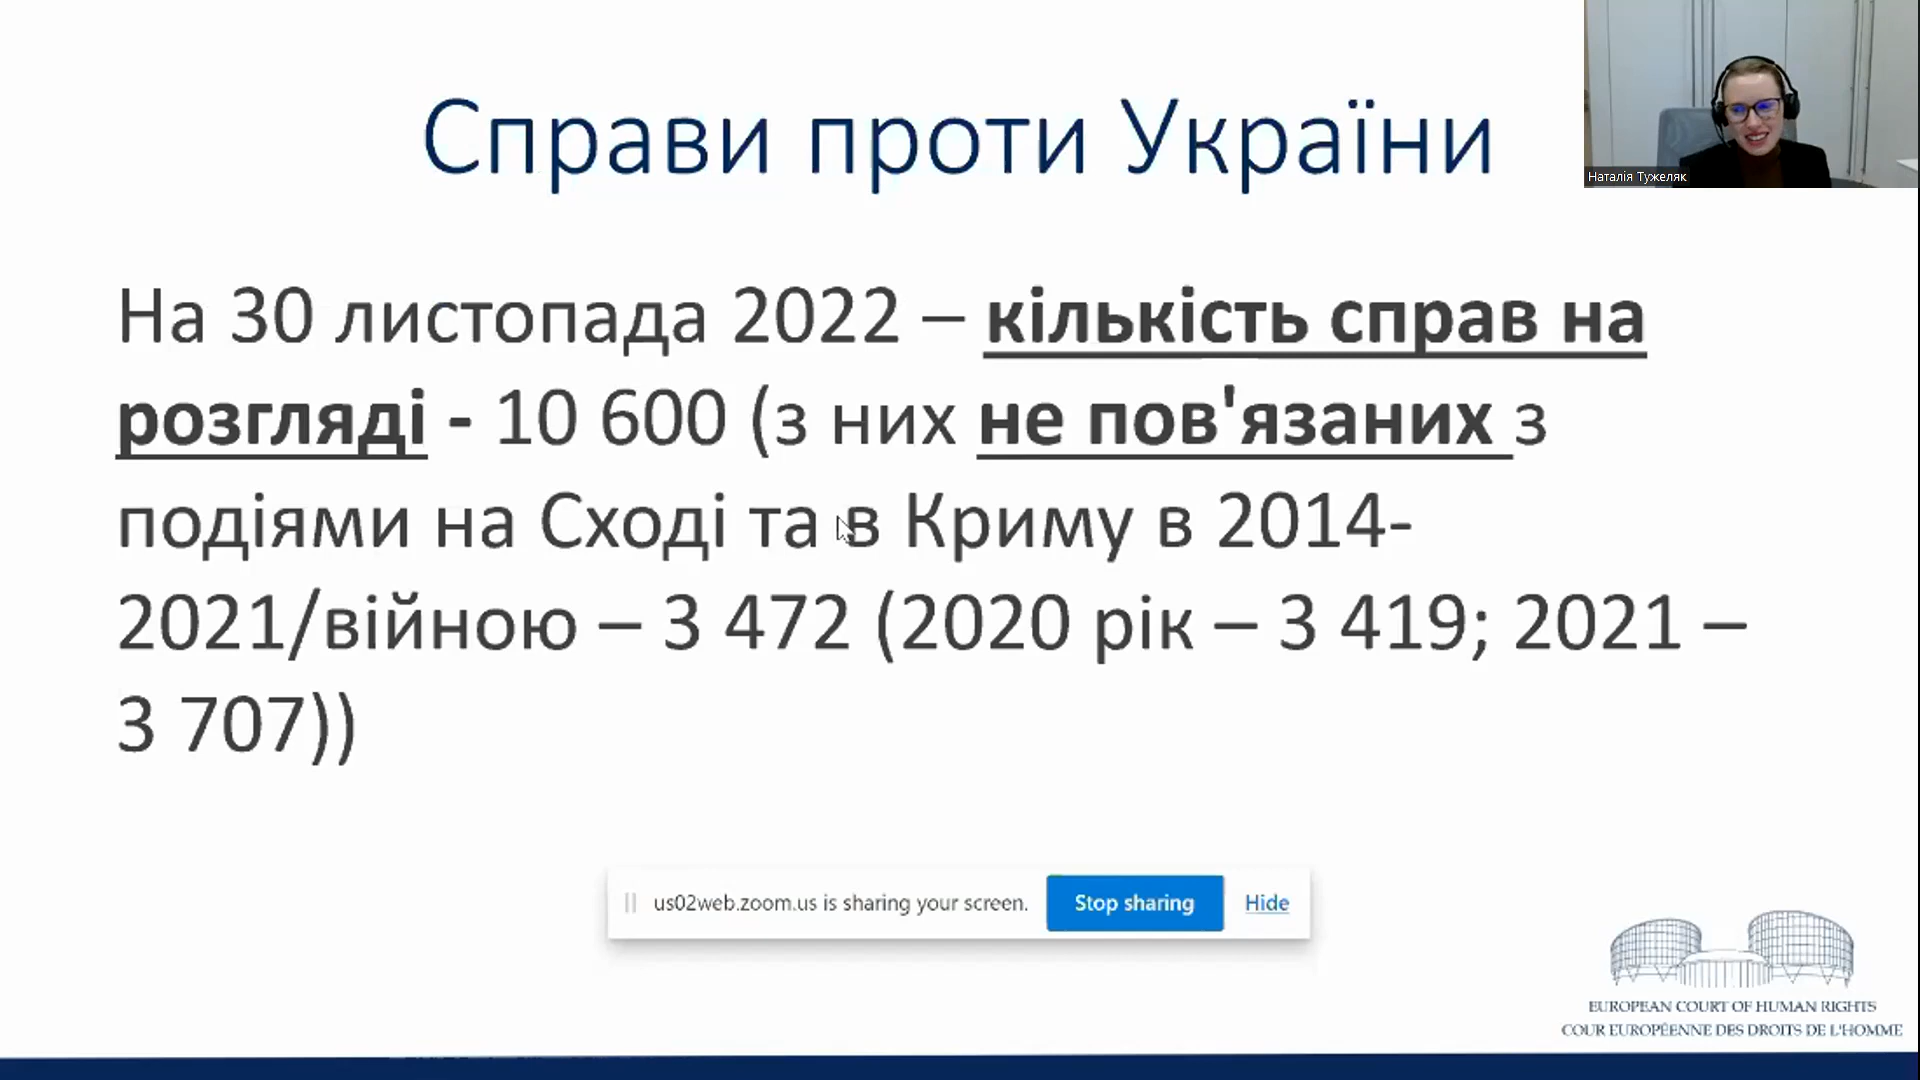 Справи проти України
Наталія Тужеляк
На 30 листопада 2022 – кількість справ на
розгляді - 10 600 (з них не пов'язаних з
подіями на Сході та в Криму в 2014-
2021/війною – 3 472 (2020 рік – 3 419; 2021 –
3 707))
us02web.zoom.us is sharing your screen. Stop sharing Hide
EUROPEAN COURT OF HUMAN RIGHTS
COUR EUROPÉENNE DES DROITS DE L'HOMME